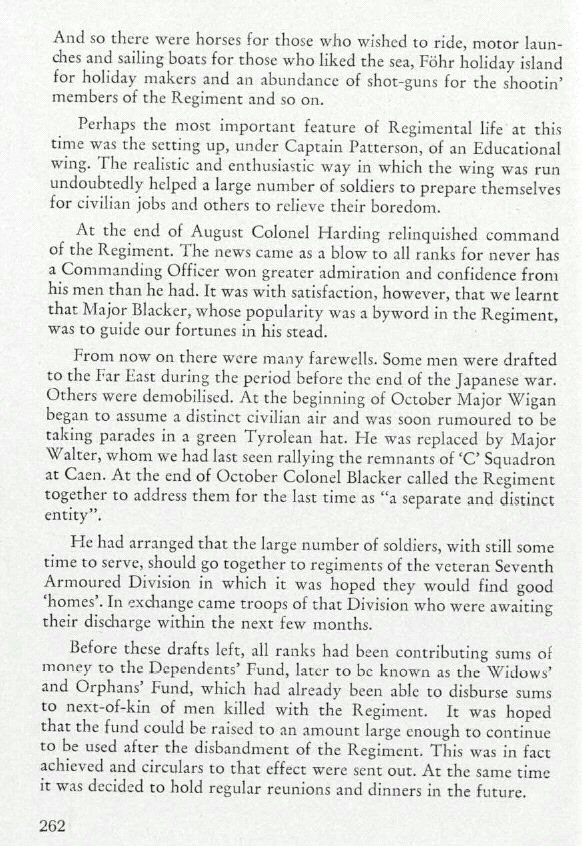 And so there were horses for those who wished to ride, motor laun-
ches and sailing boats for those who liked the sea, Föhr holiday island
for holiday makers and an abundance of shot-guns for the shootin'
members of the Regiment and so on.
Perhaps the most important feature of Regimental life at this
time was the setting up, under Captain Patterson, of an Educational
wing. The realistic and enthusiastic way in which the wing was run
undoubtedly helped a large number of soldiers to prepare themselves
for civilian jobs and others to relieve their boredom.
At the end of August Colonel Harding relinquished command
of the Regiment. The news came as a blow to all ranks for never has
a Commanding Officer won greater admiration and confidence from
his men than he had. It was with satisfaction, however, that we learnt
that Major Blacker, whose popularity was a byword in the Regiment,
was to guide our fortunes in his stead.
From now on there were many farewells. Some men were drafted
to the Far East during the period before the end of the Japanese war.
Others were demobilised. At the beginning of October Major Wigan
began to assume a distinct civilian air and was soon rumoured to be
taking parades in a green Tyrolean hat. He was replaced by Major
Walter, whom we had last seen rallying the remnants of 'C' Squadron
at Caen. At the end of October Colonel Blacker called the Regiment
together to address them for the last time as "a separate and distinct
entity".
He had arranged that the large number of soldiers, with still some
time to serve, should go together to regiments of the veteran Seventh
Armoured Division in which it was hoped they would find good
'homes'. In exchange came troops of that Division who were awaiting
their discharge within the next few months.
Before these drafts left, all ranks had been contributing sums of
money to the Dependents' Fund, later to be known as the Widows'
and Orphans' Fund, which had already been able to disburse sums
to next-of-kin of men killed with the Regiment. It was hoped
that the fund could be raised to an amount large enough to continue
to be used after the disbandment of the Regiment. This was in fact
achieved and circulars to that effect were sent out. At the same time
it was decided to hold regular reunions and dinners in the future.
262